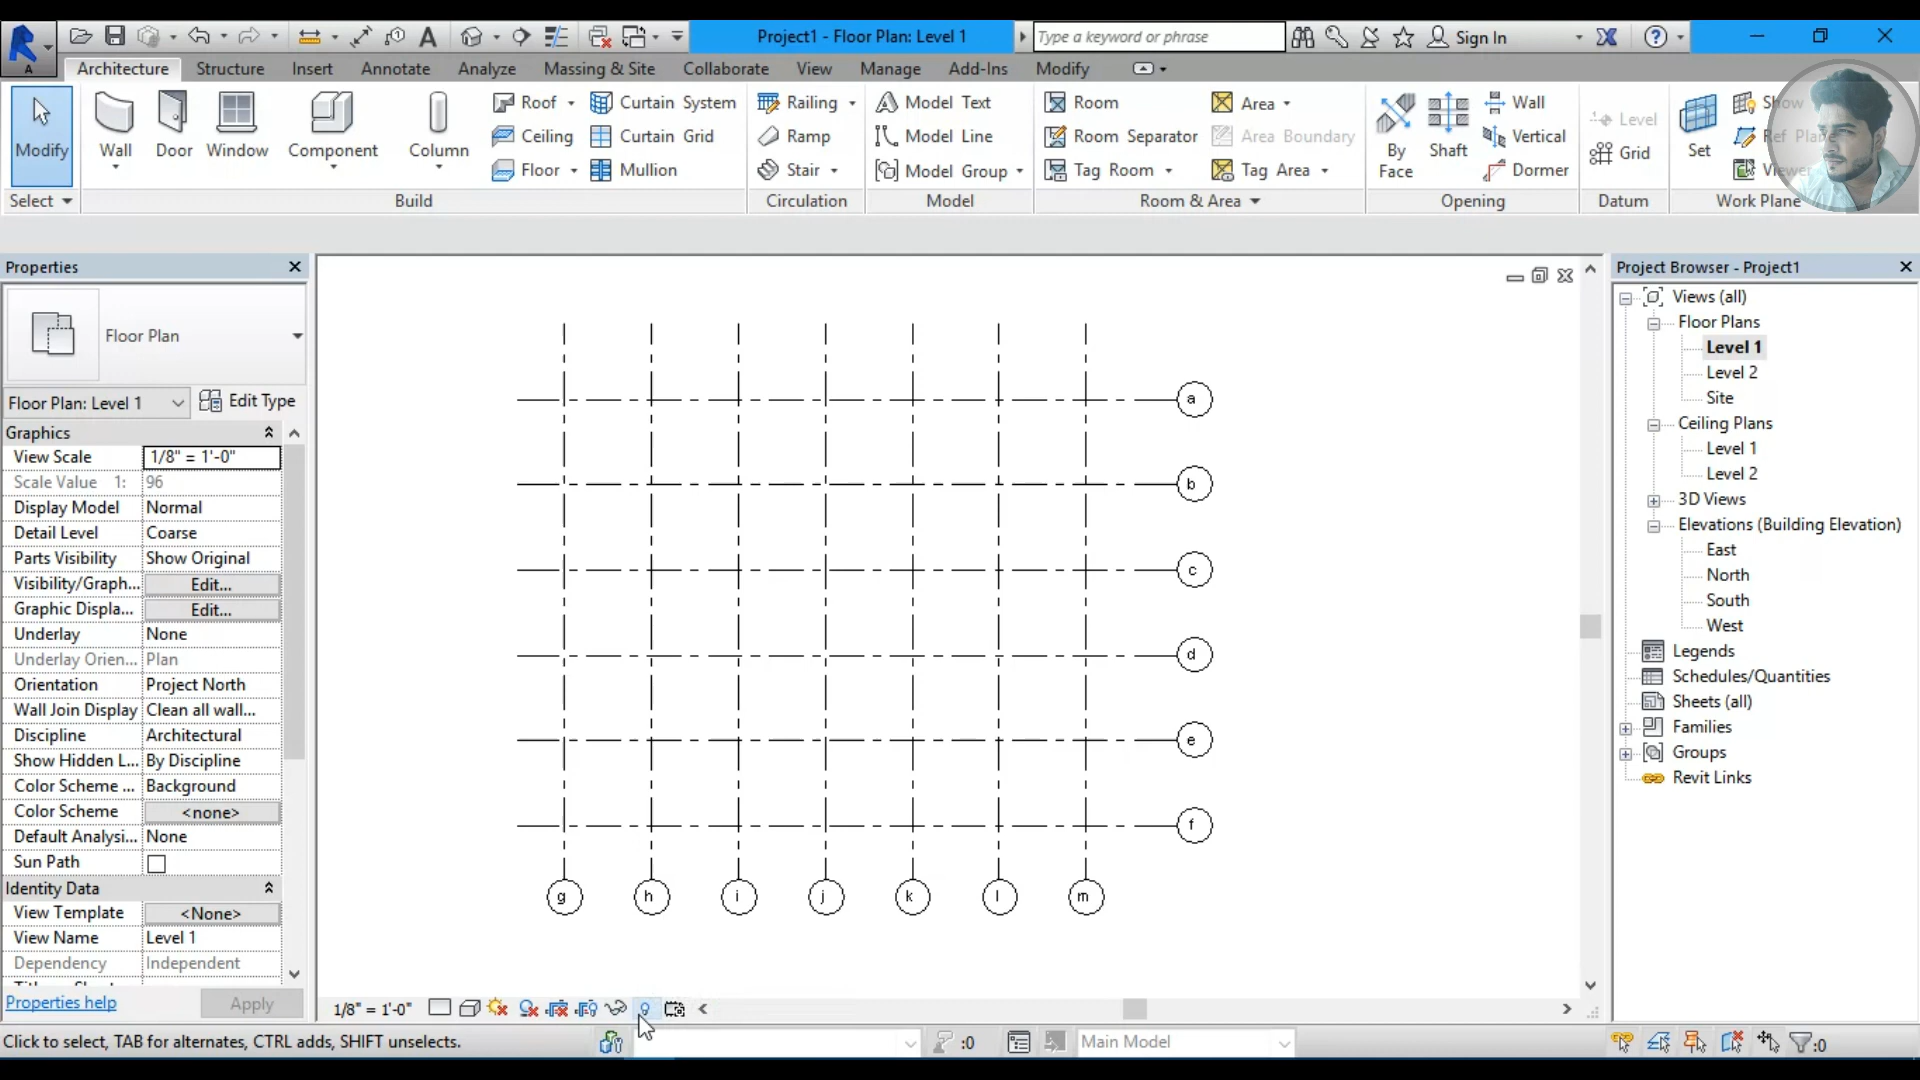 Project1 - Floor Plan: Level 1
Type a keyword or phrase
Sign In
A
Architecture Structure Insert Annotate Analyze Massing & Site Collaborate View Manage Add-Ins Modify
Modify
Wall
Door
Window
Component
Column
Roof
Ceiling
Floor
Curtain System
Curtain Grid
Mullion
Railing
Ramp
Stair
Model Text
Model Line
Model Group
Room
Room Separator
Tag Room
Area
Area Boundary
Tag Area
By
Face
Shaft
Wall
Vertical
Dormer
Level
Grid
Set
Show
Ref Plane
Viewer
Select
Build
Circulation
Model
Room & Area
Opening
Datum
Work Plane
Properties
Floor Plan
Floor Plan: Level 1
Edit Type
Graphics
View Scale 1/8" = 1'-0"
Scale Value 1: 96
Display Model Normal
Detail Level Coarse
Parts Visibility Show Original
Visibility/Graph... Edit...
Graphic Displa... Edit...
Underlay None
Underlay Orien... Plan
Orientation Project North
Wall Join Display Clean all wall...
Discipline Architectural
Show Hidden L... By Discipline
Color Scheme ... Background
Color Scheme <none>
Default Analysi... None
Sun Path
Identity Data
View Template <None>
View Name Level 1
Dependency Independent
Properties help
Apply
a
b
c
d
e
f
g h i j k l m
Project Browser - Project1
Views (all)
Floor Plans
Level 1
Level 2
Site
Ceiling Plans
Level 1
Level 2
3D Views
Elevations (Building Elevation)
East
North
South
West
Legends
Schedules/Quantities
Sheets (all)
Families
Groups
Revit Links
1/8" = 1'-0"
Click to select, TAB for alternates, CTRL adds, SHIFT unselects.
:0
Main Model
:0